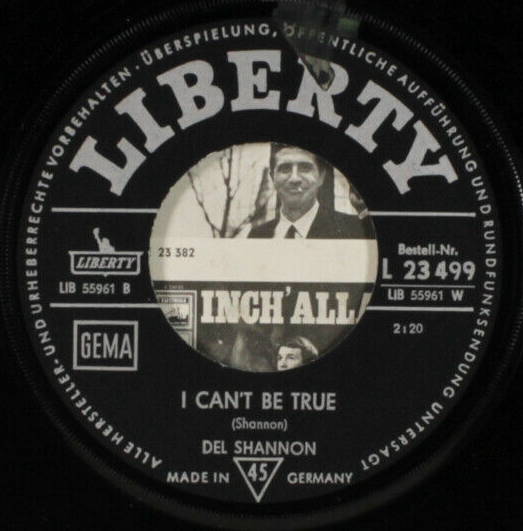 ALLE HERSTELLER- UND URHEBERRECHTE VORBEHALTEN · ÜBERSPIELUNG, ÖFFENTLICHE AUFFÜHRUNG UND RUNDFUNKSENDUNG UNTERSAGT
LIBERTY
LIBERTY
LIB 55961 B
23 382
Bestell-Nr.
L 23 499
LIB 55961 W
INCH'ALL
GEMA
2:20
I CAN'T BE TRUE
(Shannon)
DEL SHANNON
MADE IN 45 GERMANY